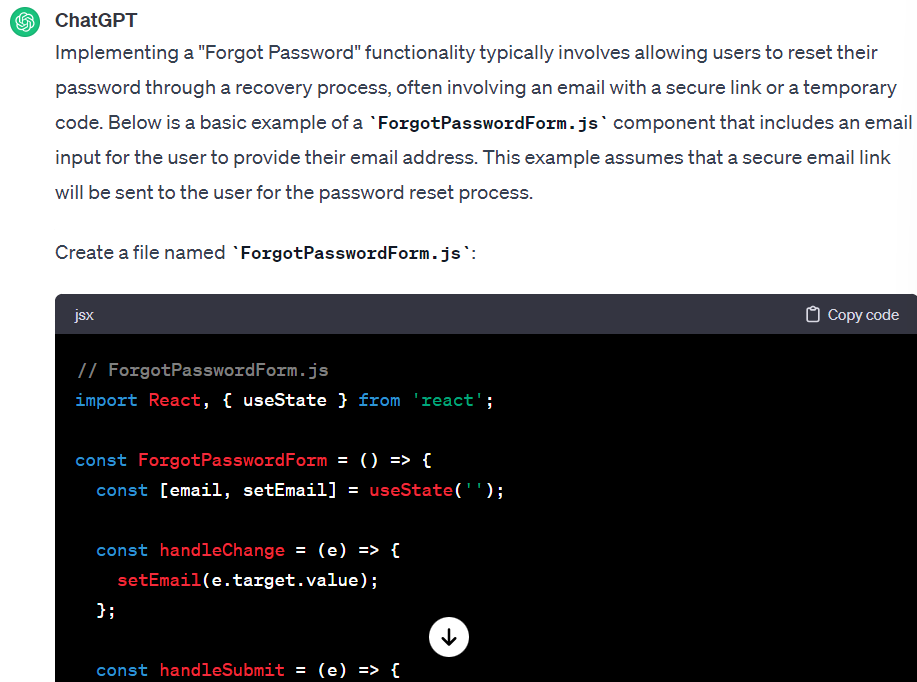 ChatGPT
Implementing a "Forgot Password" functionality typically involves allowing users to reset their
password through a recovery process, often involving an email with a secure link or a temporary
code. Below is a basic example of a `ForgotPasswordForm.js` component that includes an email
input for the user to provide their email address. This example assumes that a secure email link
will be sent to the user for the password reset process.
Create a file named `ForgotPasswordForm.js`:
jsx Copy code
// ForgotPasswordForm.js
import React, { useState } from 'react';
const ForgotPasswordForm = () => {
  const [email, setEmail] = useState('');
  const handleChange = (e) => {
    setEmail(e.target.value);
  };
  const handleSubmit = (e) => {